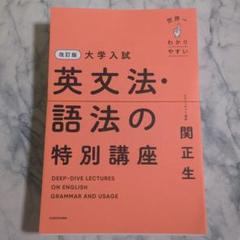 世界一
わかり
やすい
改訂版 大学入試
英文法・
語法の
特別講座
関正生
DEEP-DIVE LECTURES
ON ENGLISH
GRAMMAR AND USAGE
KADOKAWA